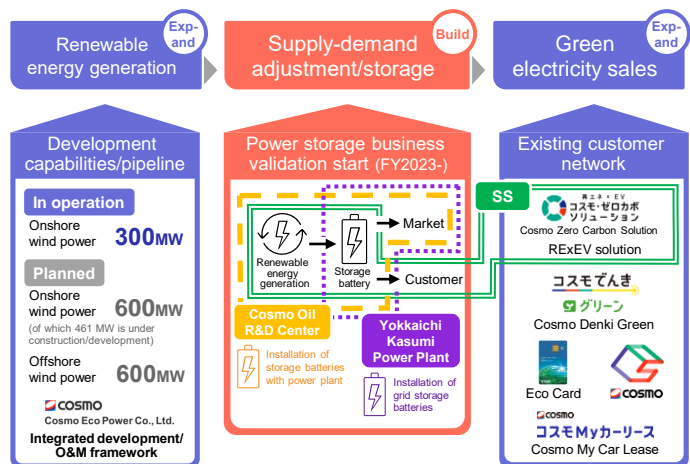 Renewable
energy generation
Exp-
and
Supply-demand
adjustment/storage
Build
Green
electricity sales
Exp-
and
Development
capabilities/pipeline
In operation
Onshore
wind power
300MW
Planned
Onshore
wind power
600MW
(of which 461 MW is under
construction/development)
Offshore
wind power
600MW
COSMO
Cosmo Eco Power Co., Ltd.
Integrated development/
O&M framework
Power storage business
validation start (FY2023-)
Renewable
energy
generation
Storage
battery
Market
Customer
Cosmo Oil
R&D Center
Installation of
storage batteries
with power plant
Yokkaichi
Kasumi
Power Plant
Installation of
grid storage
batteries
SS
Existing customer
network
再エネ × EV
コスモ・ゼロカボ
ソリューション
Cosmo Zero Carbon Solution
RExEV solution
コスモでんき
グリーン
Cosmo Denki Green
Eco Card
COSMO
COSMO
コスモMyカーリース
Cosmo My Car Lease